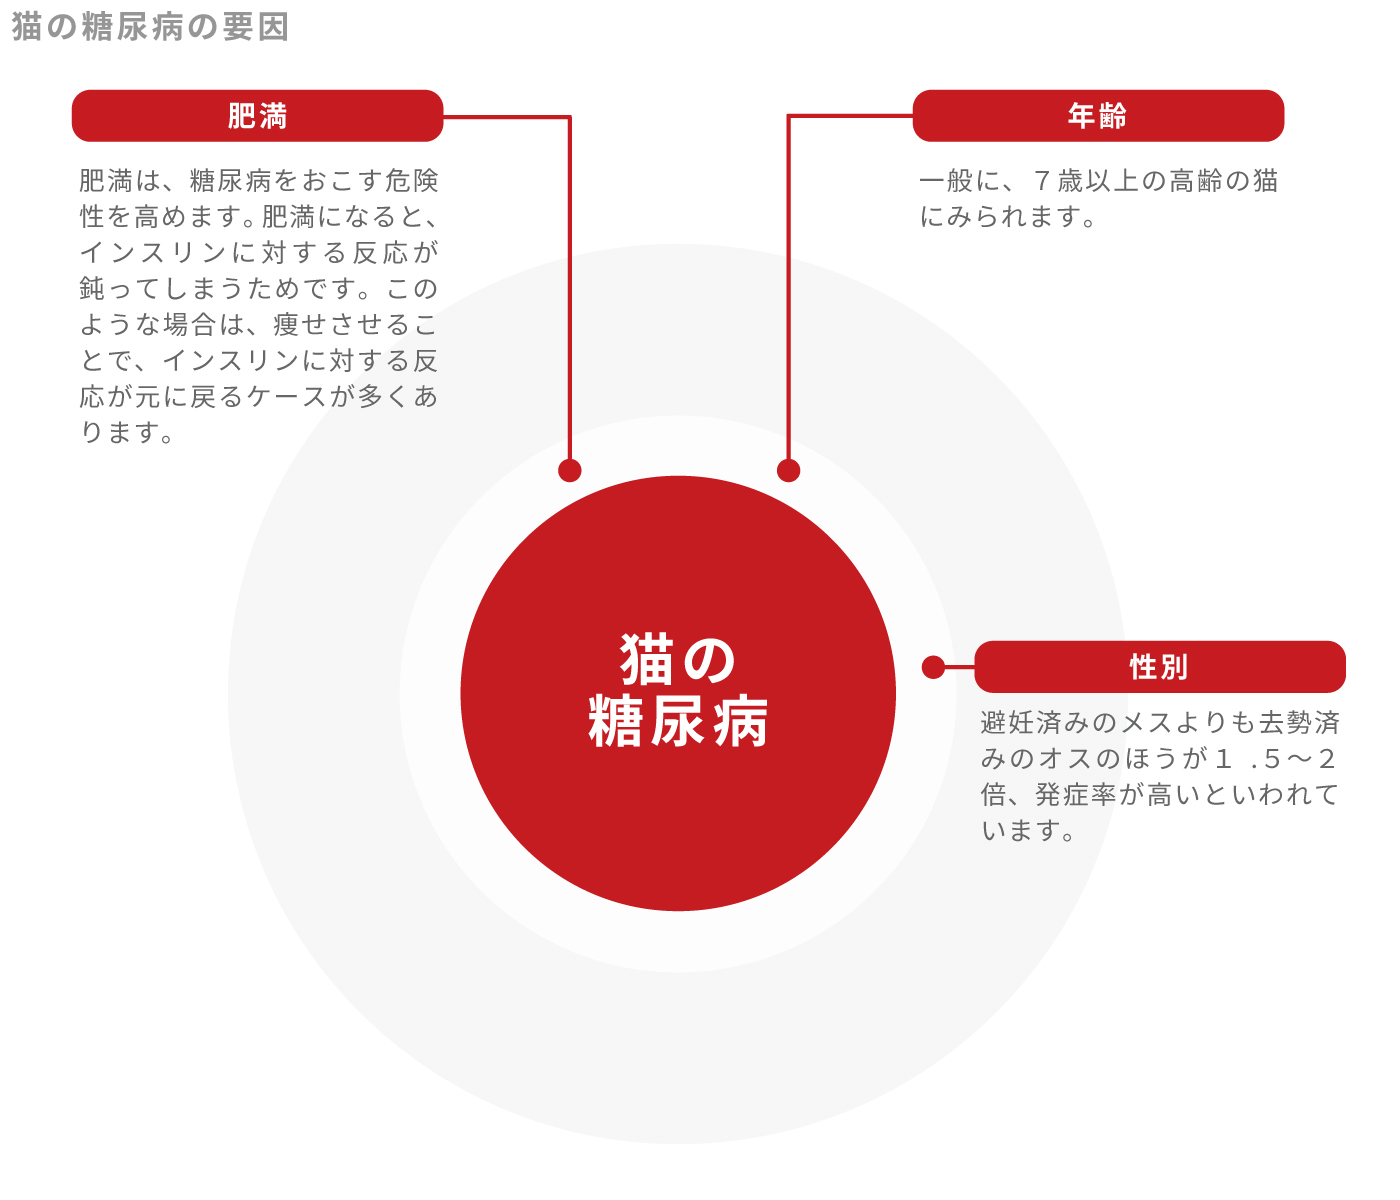 猫の糖尿病の要因
肥満
肥満は、糖尿病をおこす危険
性を高めます。肥満になると、
インスリンに対する反応が
鈍ってしまうためです。この
ような場合は、痩せさせるこ
とで、インスリンに対する反
応が元に戻るケースが多くあ
ります。
年齢
一般に、７歳以上の高齢の猫
にみられます。
猫の
糖尿病
性別
避妊済みのメスよりも去勢済
みのオスのほうが１.５〜２
倍、発症率が高いといわれて
います。